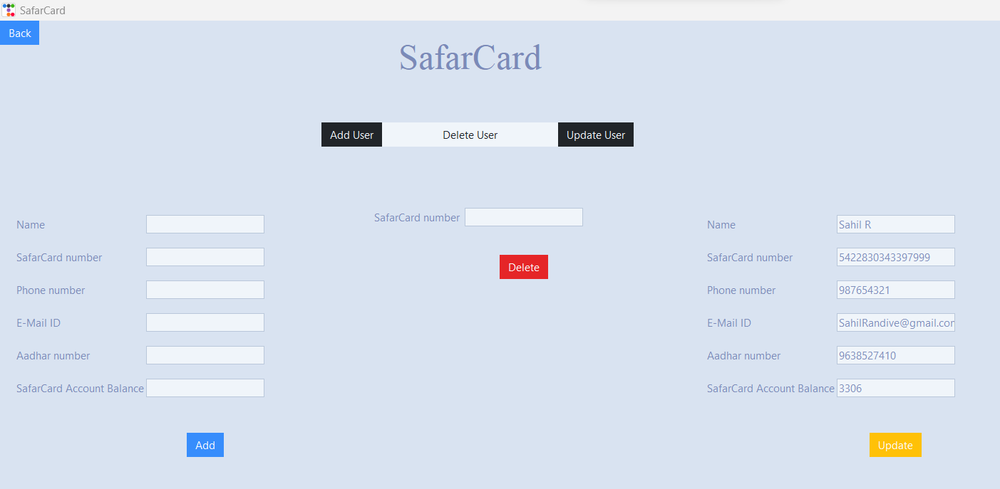 SafarCard
Back
SafarCard
Add User
Delete User
Update User
Name
SafarCard number
Phone number
E-Mail ID
Aadhar number
SafarCard Account Balance
Add
SafarCard number
Delete
Name Sahil R
SafarCard number 5422830343397999
Phone number 987654321
E-Mail ID SahilRandive@gmail.com
Aadhar number 9638527410
SafarCard Account Balance 3306
Update